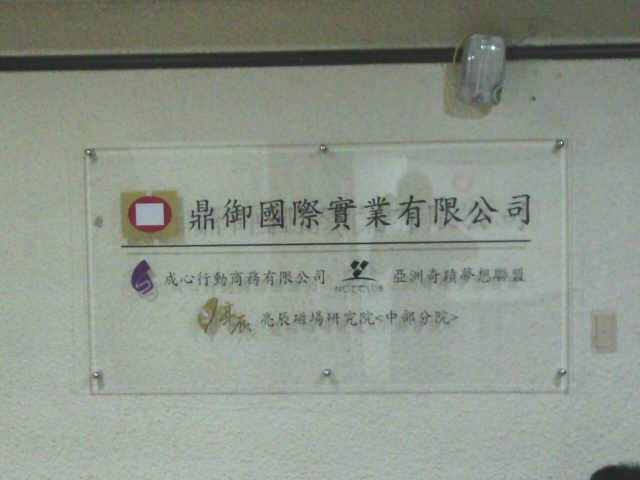 鼎御國際實業有限公司
成心行動商務有限公司 亞洲奇蹟夢想聯盟
亮辰 亮辰磁場研究院<中部分院>